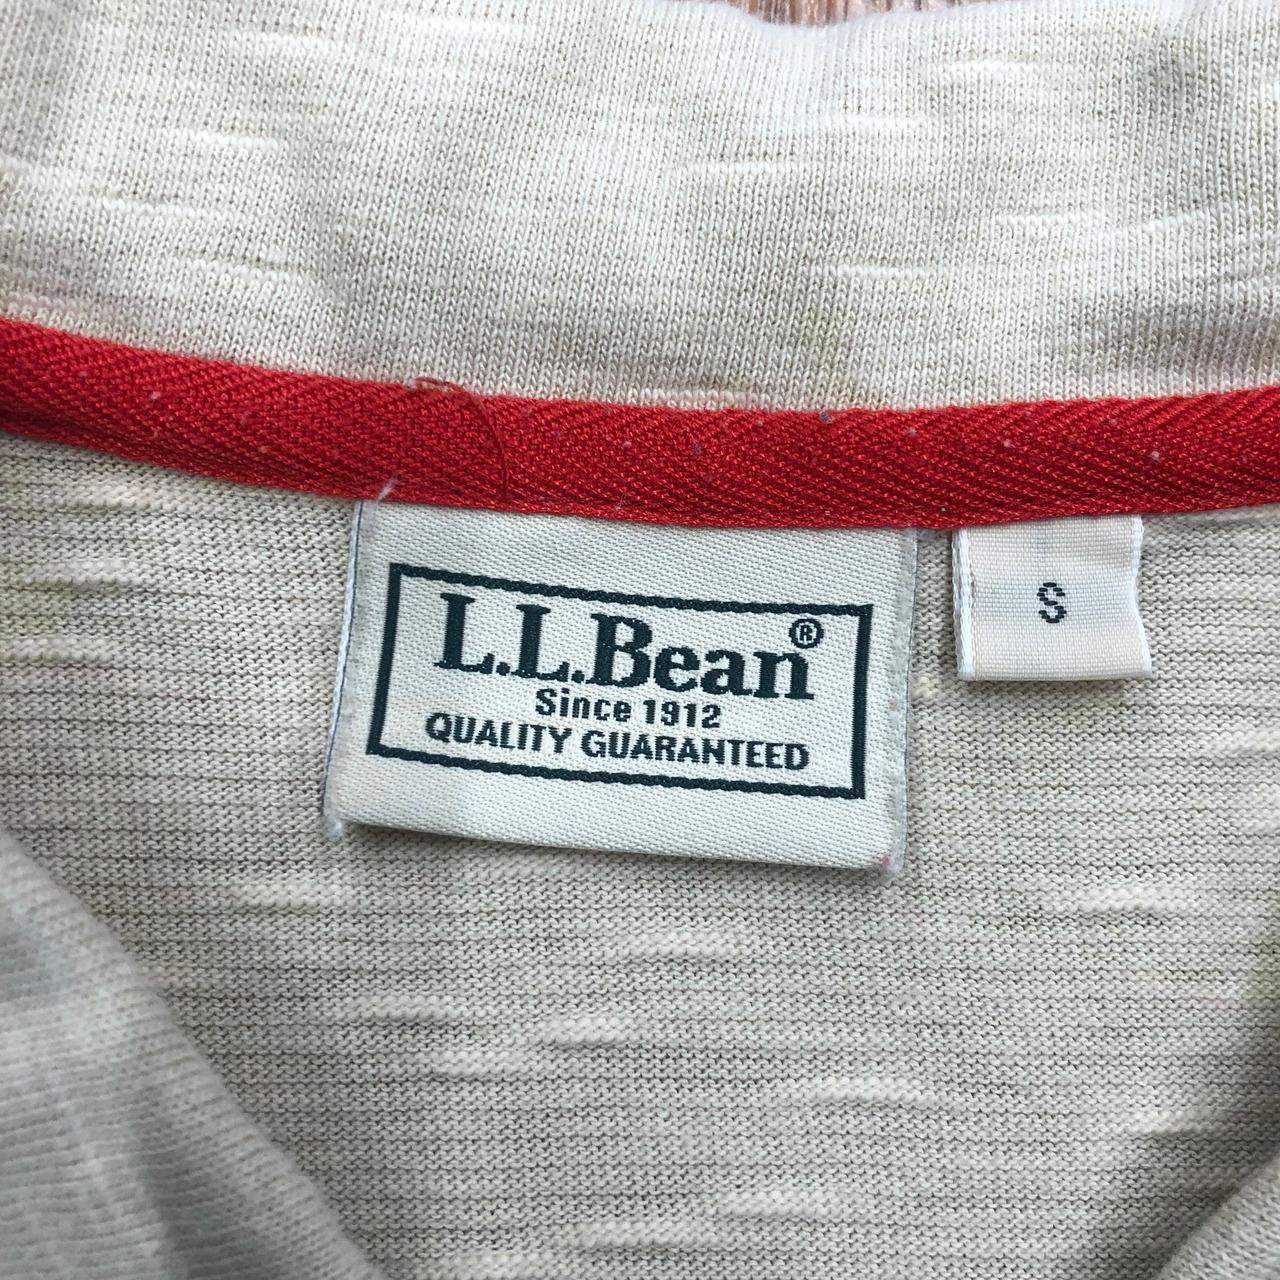 L.L.Bean®
Since 1912
QUALITY GUARANTEED
S